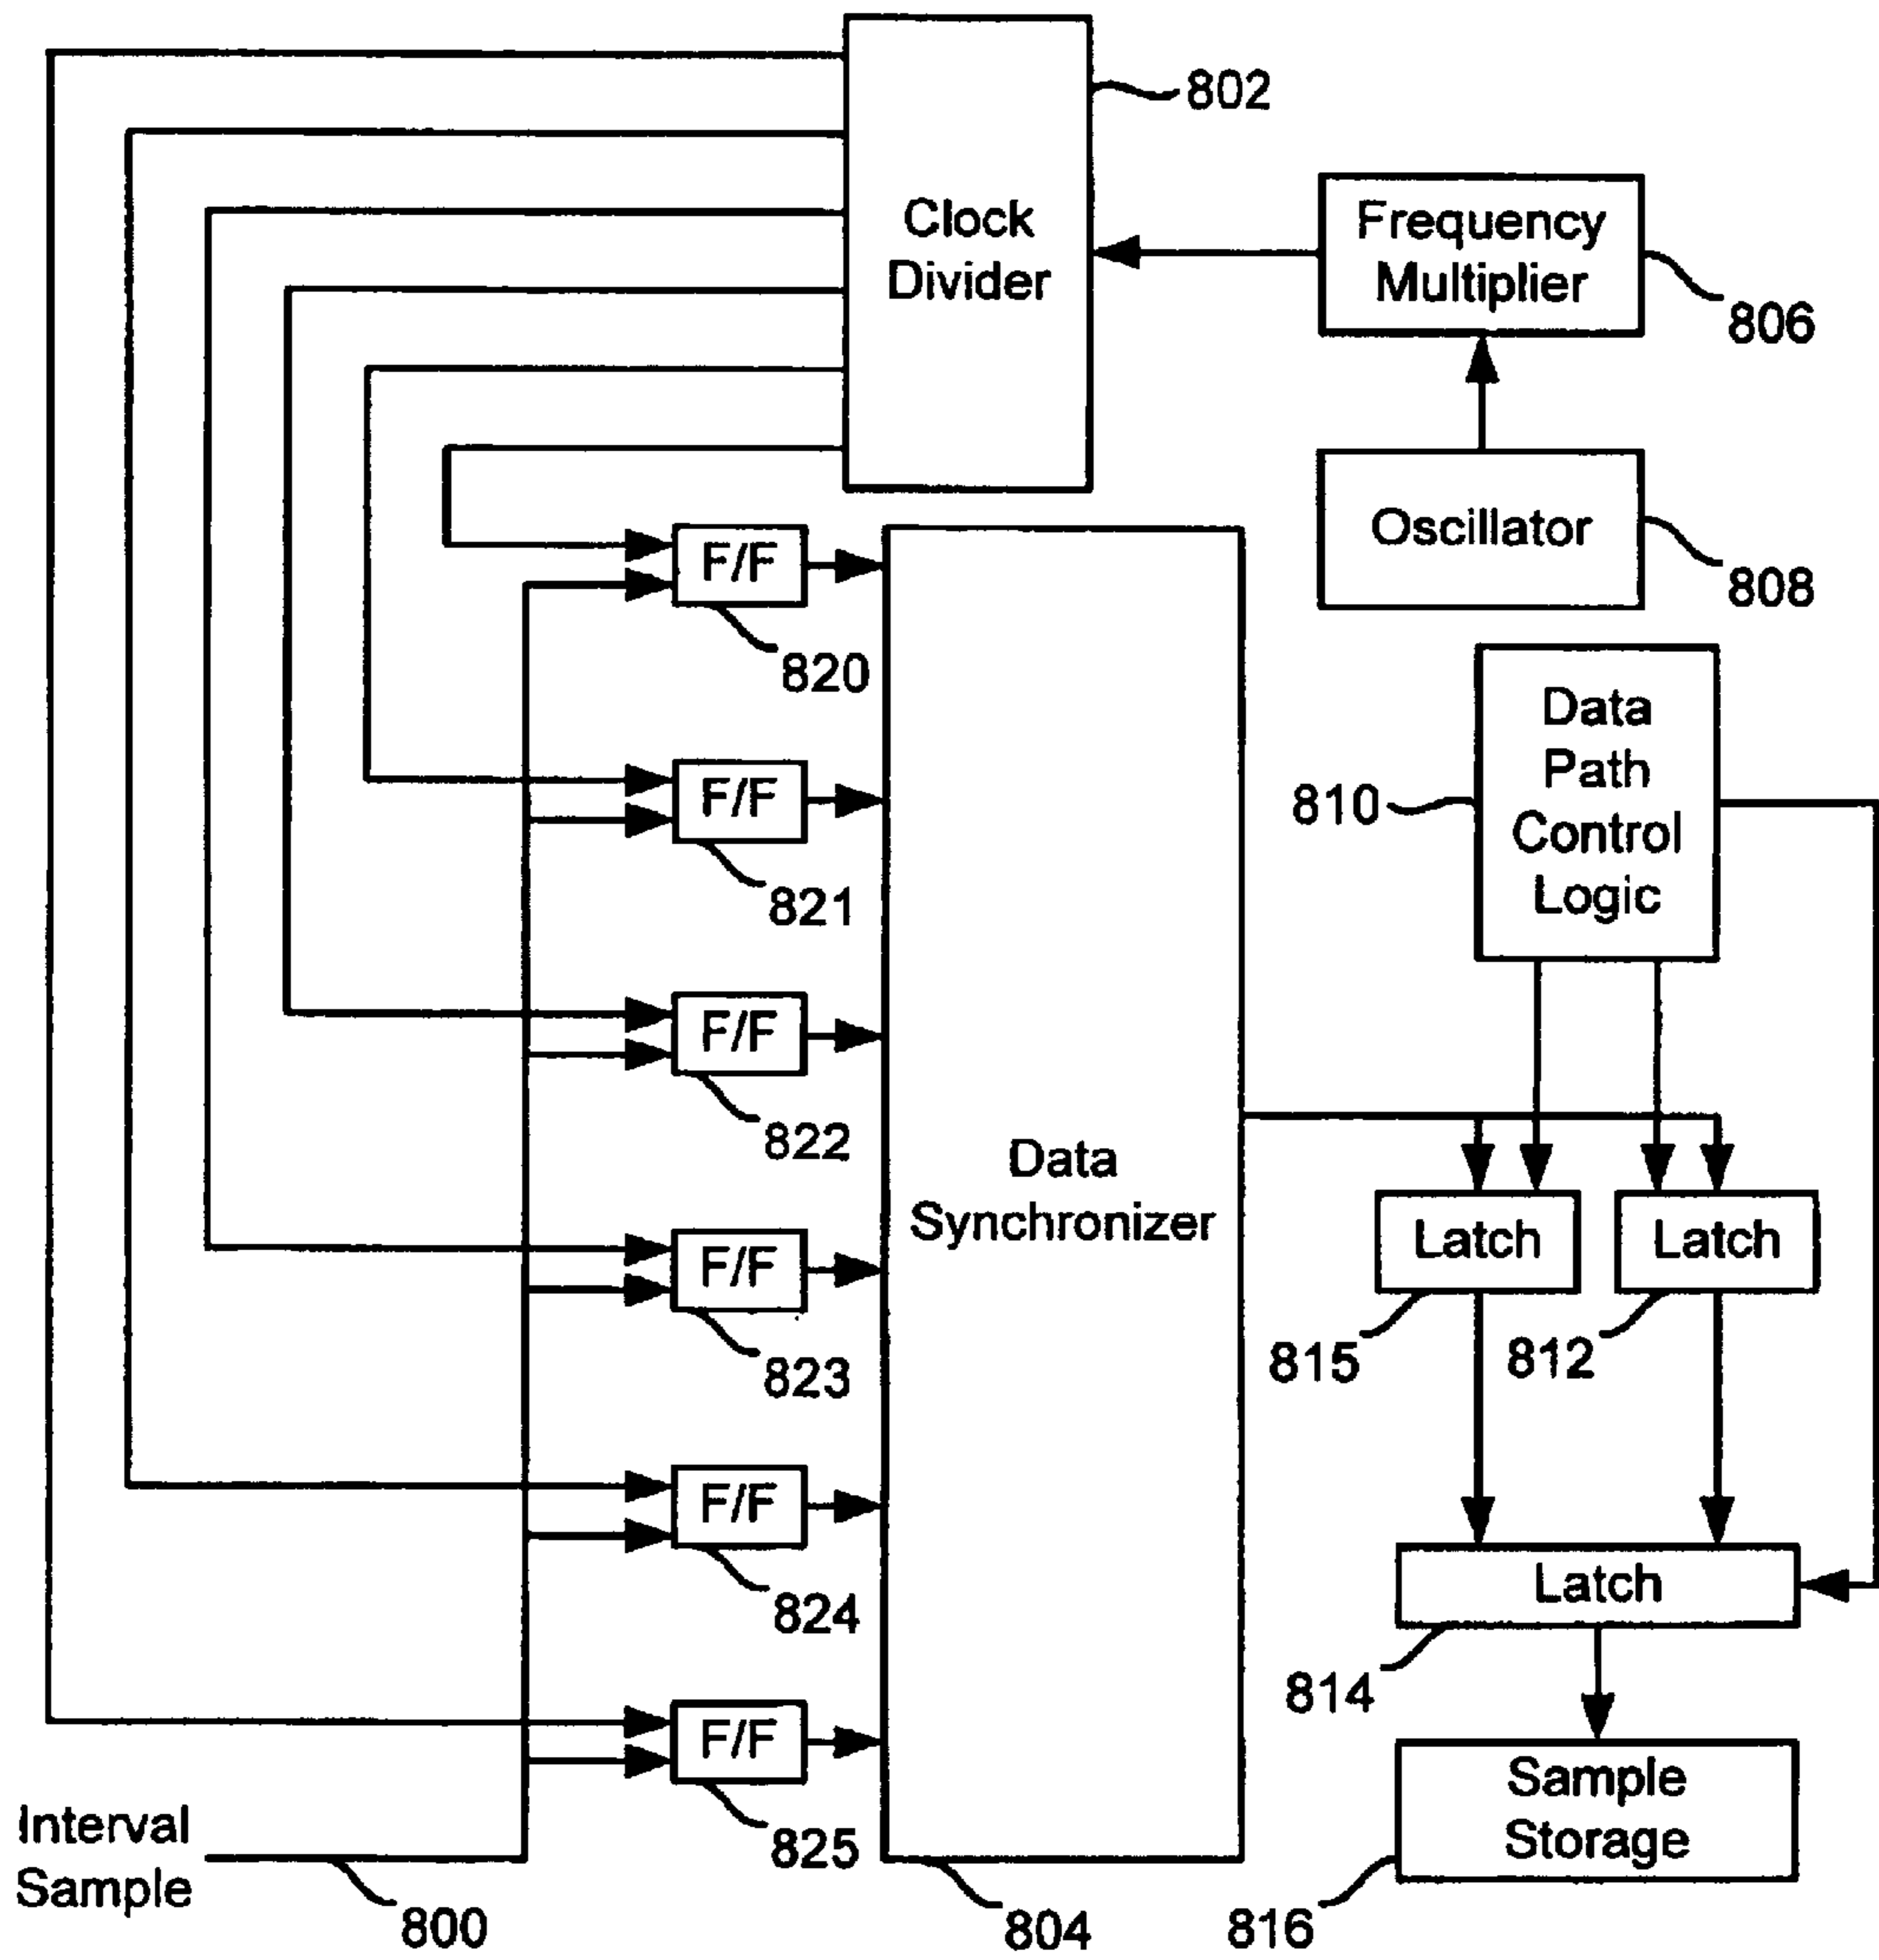 802
Clock
Divider
Frequency
Multiplier
806
Oscillator
808
F/F
820
Data
Path
Control
Logic
810
F/F
821
F/F
822
Data
Synchronizer
Latch
Latch
815
812
F/F
823
F/F
824
Latch
814
F/F
825
Sample
Storage
816
Interval
Sample
800
804